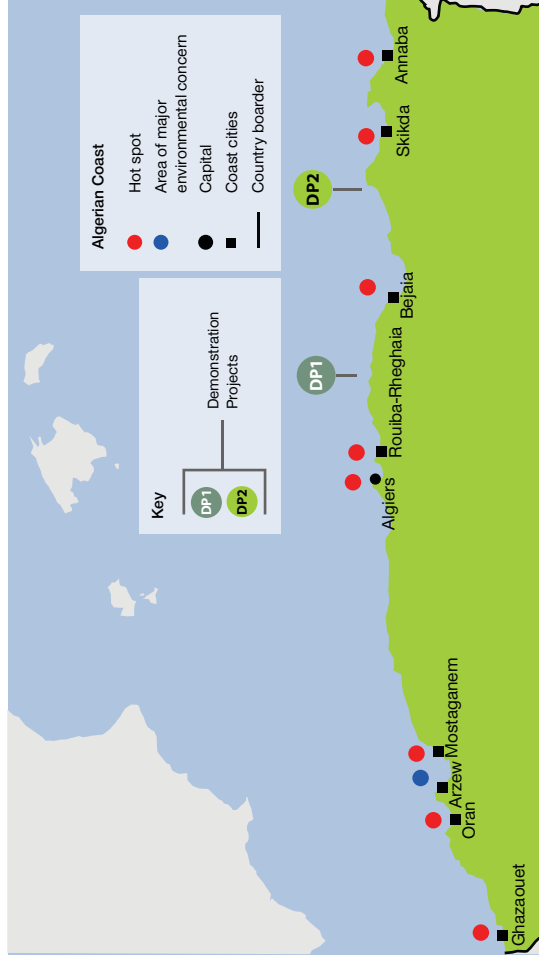 Algerian Coast
Hot spot
Area of major
environmental concern
Capital
Coast cities
Country boarder
Key
DP1
DP2
Demonstration
Projects
DP1
DP2
Ghazaouet
Oran
Arzew
Mostaganem
Algiers
Rouiba-Rheghaia
Bejaia
Skikda
Annaba